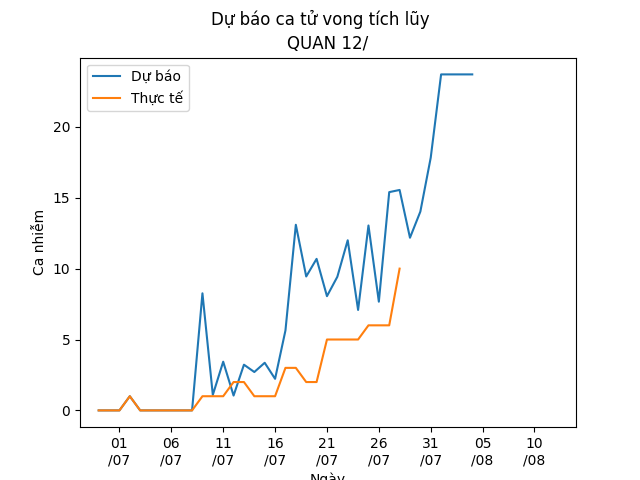 Dự báo ca tử vong tích lũy
QUAN 12/
Dự báo
Thực tế
Ca nhiễm
20
15
10
5
0
01 06 11 16 21 26 31 05 10
/07 /07 /07 /07 /07 /07 /07 /08 /08
Ngày